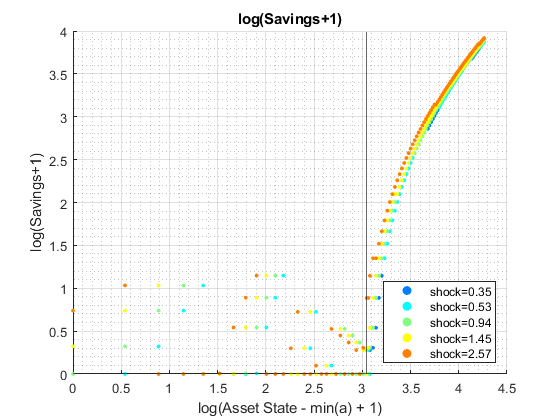 log(Savings+1)
log(Savings+1)
4
3.5
3
2.5
2
1.5
1
0.5
0
0 0.5 1 1.5 2 2.5 3 3.5 4 4.5
log(Asset State - min(a) + 1)
shock=0.35
shock=0.53
shock=0.94
shock=1.45
shock=2.57